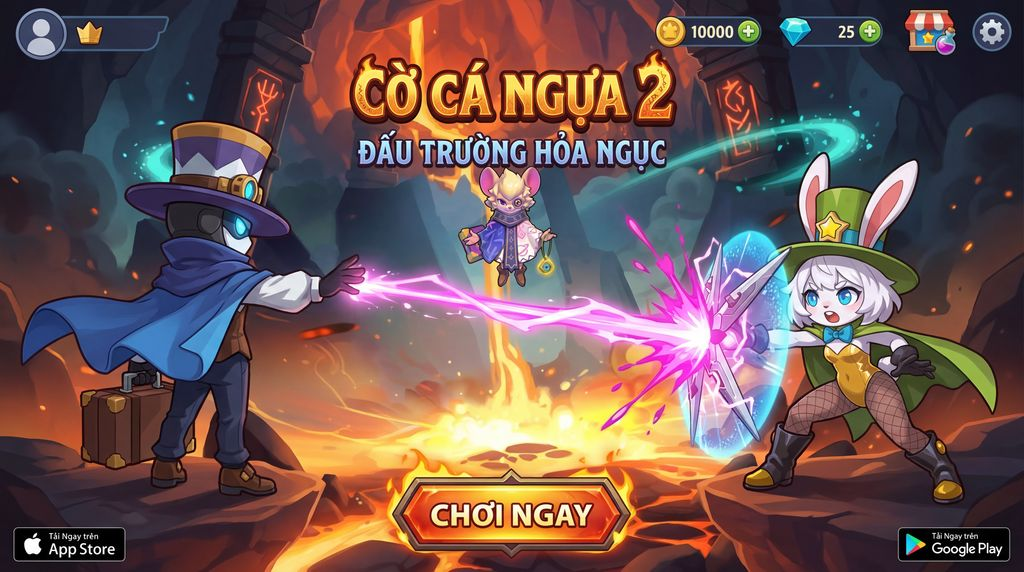 10000
25
CỜ CÁ NGỰA 2
ĐẤU TRƯỜNG HỎA NGỤC
CHƠI NGAY
Tải Ngay trên
App Store
Tải Ngay trên
Google Play